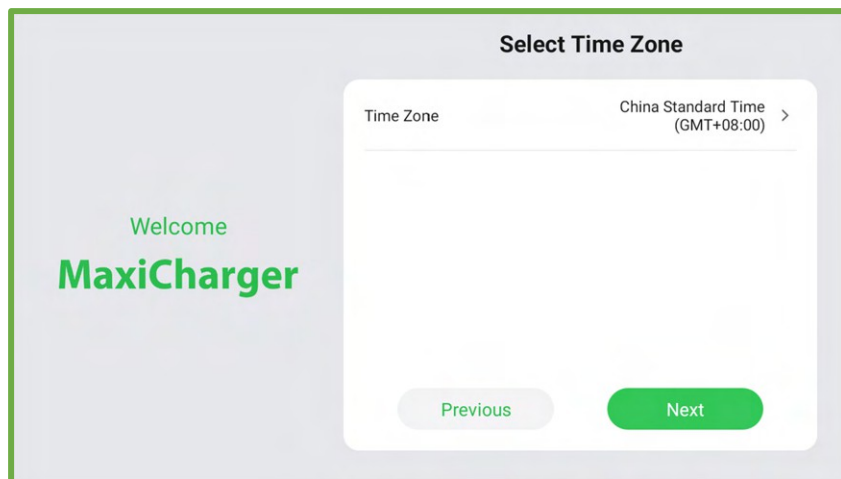 Select Time Zone
Time Zone
China Standard Time
(GMT+08:00)
Welcome
MaxiCharger
Previous
Next